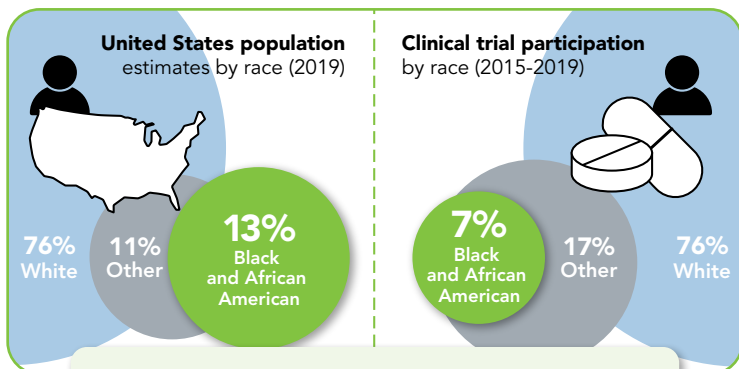 United States population
estimates by race (2019)
76%
White
11%
Other
13%
Black
and African
American
Clinical trial participation
by race (2015-2019)
7%
Black
and African
American
17%
Other
76%
White